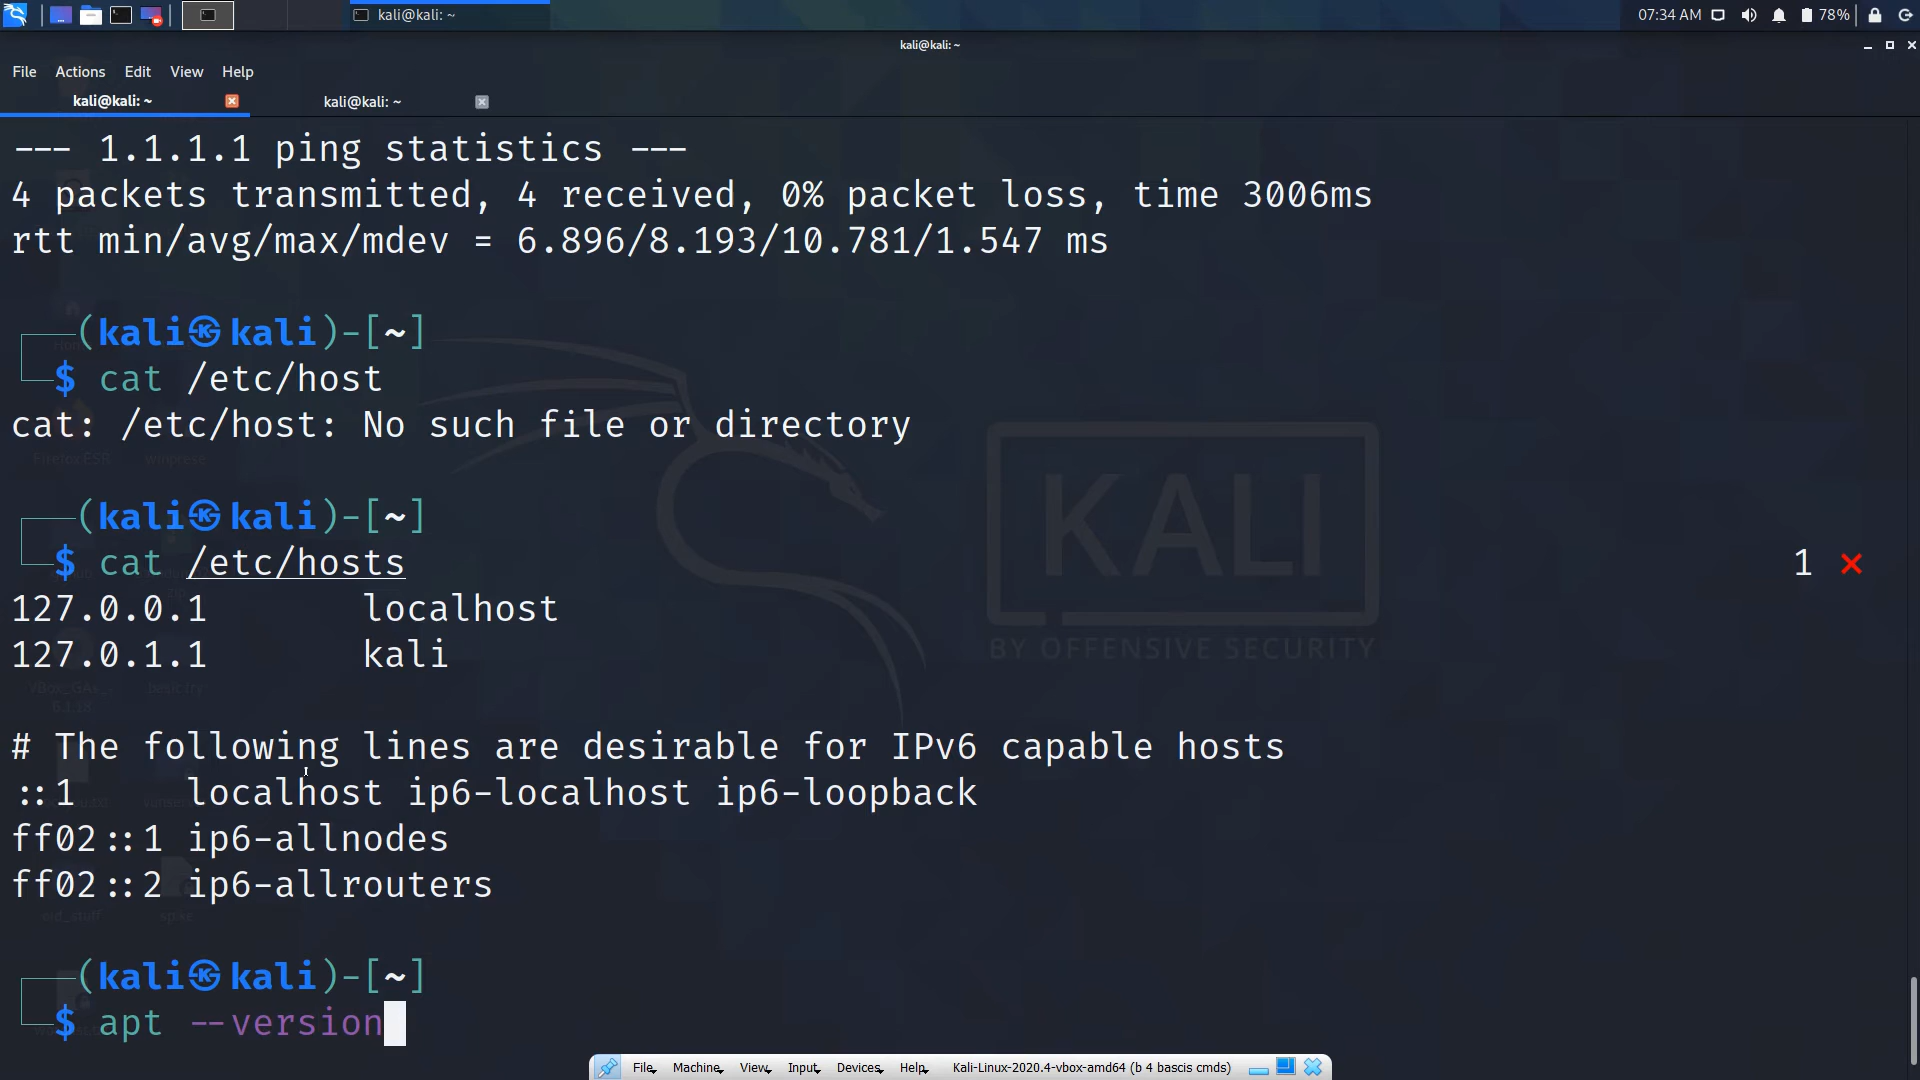 kali@kali: ~
07:34 AM
78%
kali@kali: ~
File Actions Edit View Help
kali@kali: ~
kali@kali: ~
--- 1.1.1.1 ping statistics ---
4 packets transmitted, 4 received, 0% packet loss, time 3006ms
rtt min/avg/max/mdev = 6.896/8.193/10.781/1.547 ms
┌──(kali㉿kali)-[~]
└─$ cat /etc/host
cat: /etc/host: No such file or directory
┌──(kali㉿kali)-[~]
└─$ cat /etc/hosts 1 ⨯
127.0.0.1 localhost
127.0.1.1 kali
# The following lines are desirable for IPv6 capable hosts
::1 localhost ip6-localhost ip6-loopback
ff02::1 ip6-allnodes
ff02::2 ip6-allrouters
┌──(kali㉿kali)-[~]
└─$ apt --version
KALI
BY OFFENSIVE SECURITY
Firefox ESR
File Machine View Input Devices Help Kali-Linux-2020.4-vbox-amd64 (b 4 bascis cmds)